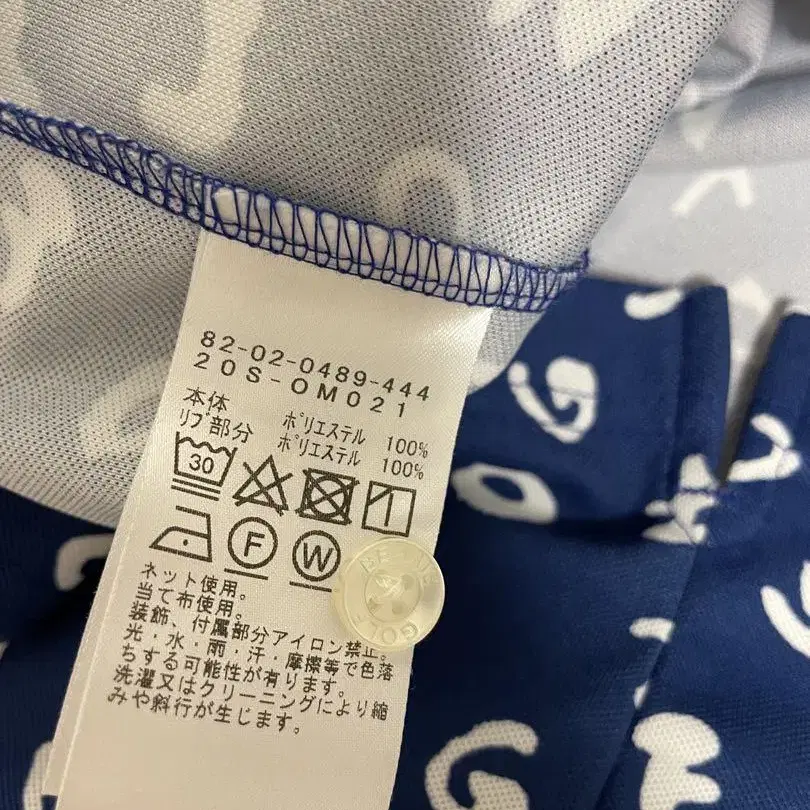 82-02-0489-444
20S-OM021
本体 ポリエステル 100%
リブ部分 ポリエステル 100%
30
F
W
ネット使用。
当て布使用。
装飾、付属部分アイロン禁止。
光・水・雨・汗・摩擦等で色落
ちする可能性が有ります。
洗濯又はクリーニングにより縮
みや斜行が生じます。
GOLF